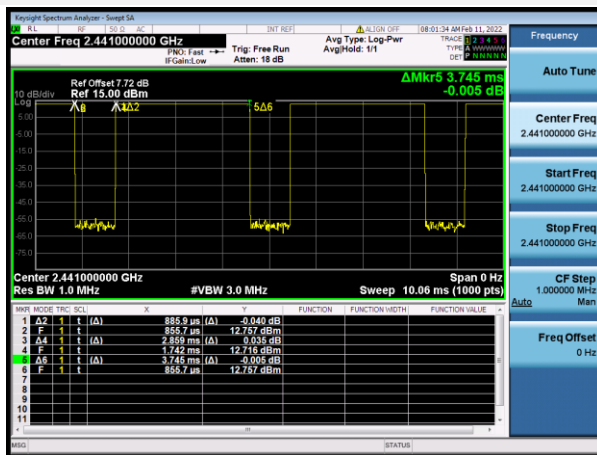 Keysight Spectrum Analyzer - Swept SA
RL RF 50 Ω AC INT REF ALIGN OFF 08:01:34 AM Feb 11, 2022
Center Freq 2.441000000 GHz
PNO: Fast Trig: Free Run
IFGain:Low Atten: 18 dB
Avg Type: Log-Pwr
Avg|Hold: 1/1
TRACE 1 2 3 4 5 6
TYPE A WWWWW
DET P N N N N N
ΔMkr5 3.745 ms
-0.005 dB
Ref Offset 7.72 dB
10 dB/div Ref 15.00 dBm
Log
5.00
-5.00
-15.0
-25.0
-35.0
-45.0
-55.0
-65.0
-75.0
1Δ2
5Δ6
Center 2.441000000 GHz Span 0 Hz
Res BW 1.0 MHz #VBW 3.0 MHz Sweep 10.06 ms (1000 pts)
MKR MODE TRC SCL X Y FUNCTION FUNCTION WIDTH FUNCTION VALUE
1 Δ2 1 t (Δ) 885.9 µs (Δ) -0.040 dB
2 F 1 t 855.7 µs 12.757 dBm
3 Δ4 1 t (Δ) 2.859 ms (Δ) 0.035 dB
4 F 1 t 1.742 ms 12.716 dBm
5 Δ6 1 t (Δ) 3.745 ms (Δ) -0.005 dB
6 F 1 t 855.7 µs 12.757 dBm
7
8
9
10
11
MSG STATUS
Frequency
Auto Tune
Center Freq
2.441000000 GHz
Start Freq
2.441000000 GHz
Stop Freq
2.441000000 GHz
CF Step
1.000000 MHz
Auto Man
Freq Offset
0 Hz